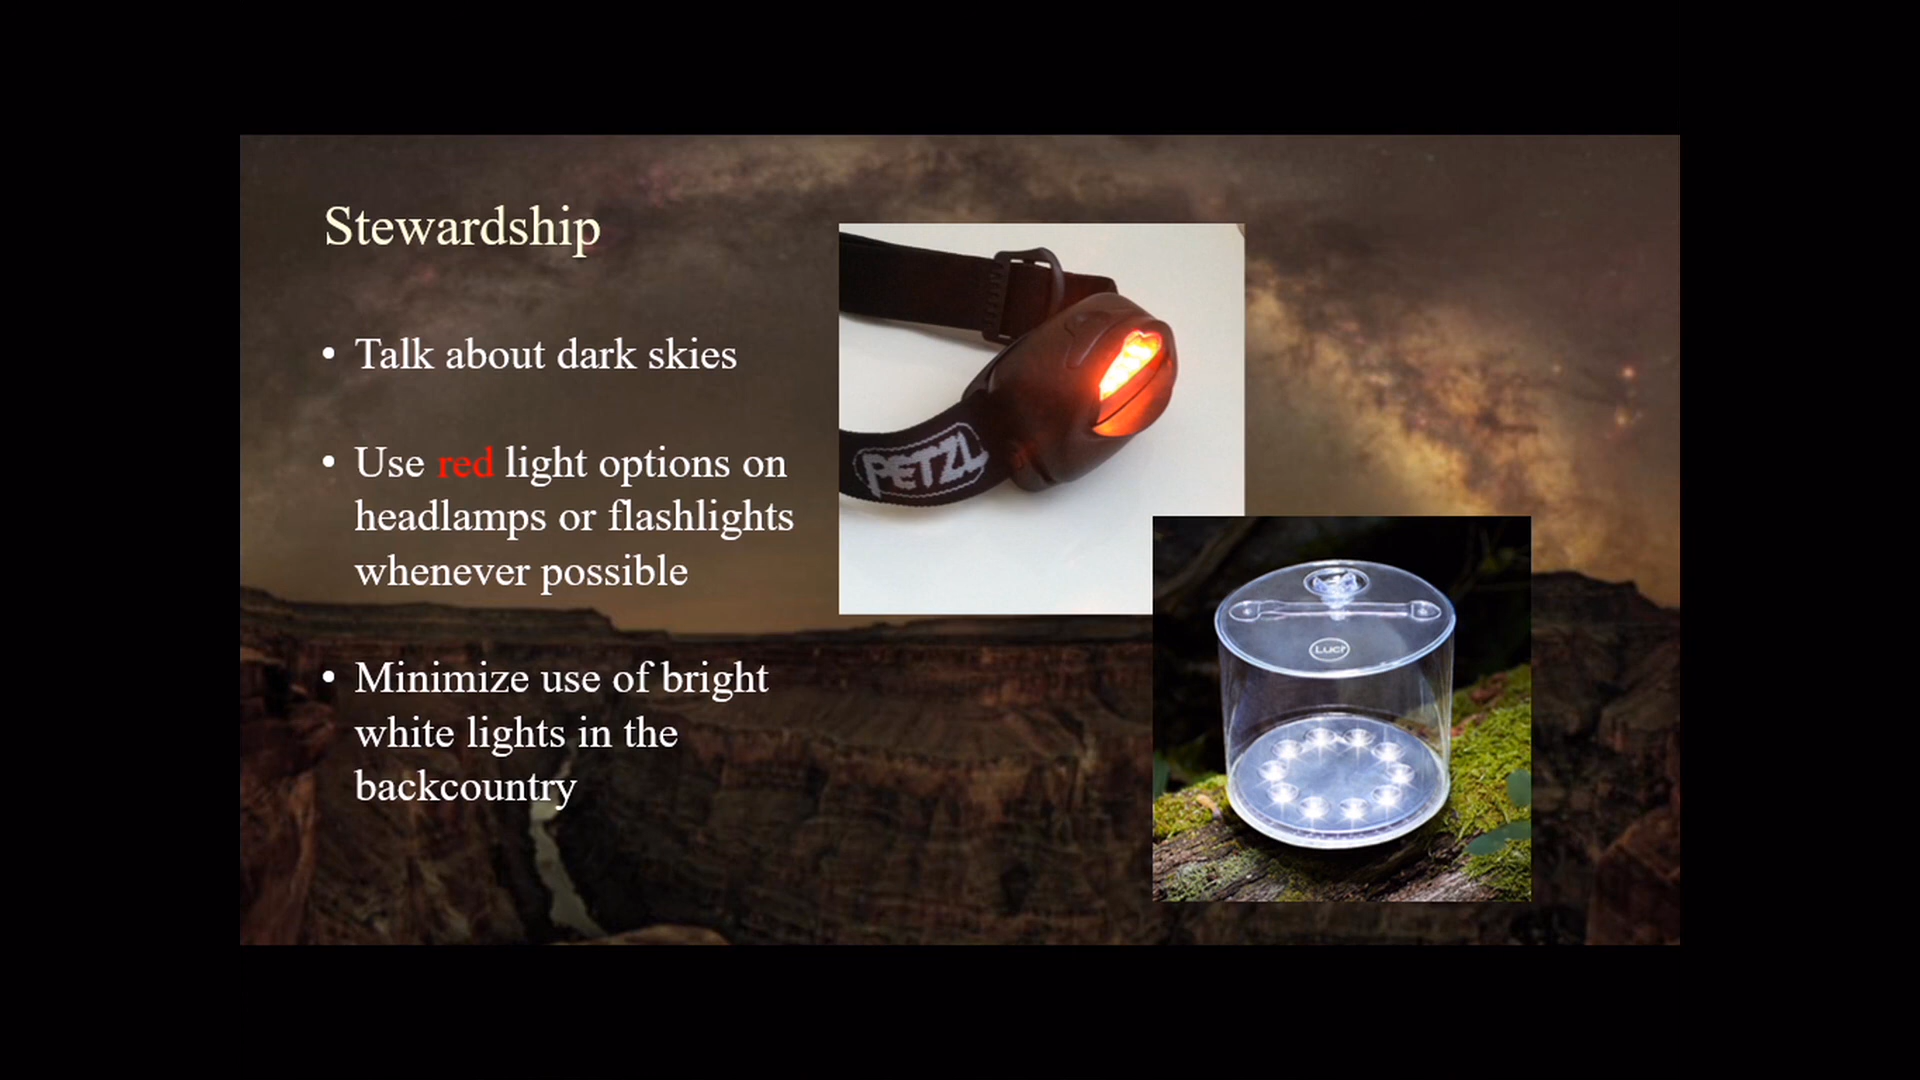 Stewardship
• Talk about dark skies
• Use red light options on
headlamps or flashlights
whenever possible
• Minimize use of bright
white lights in the
backcountry
PETZL
Luci